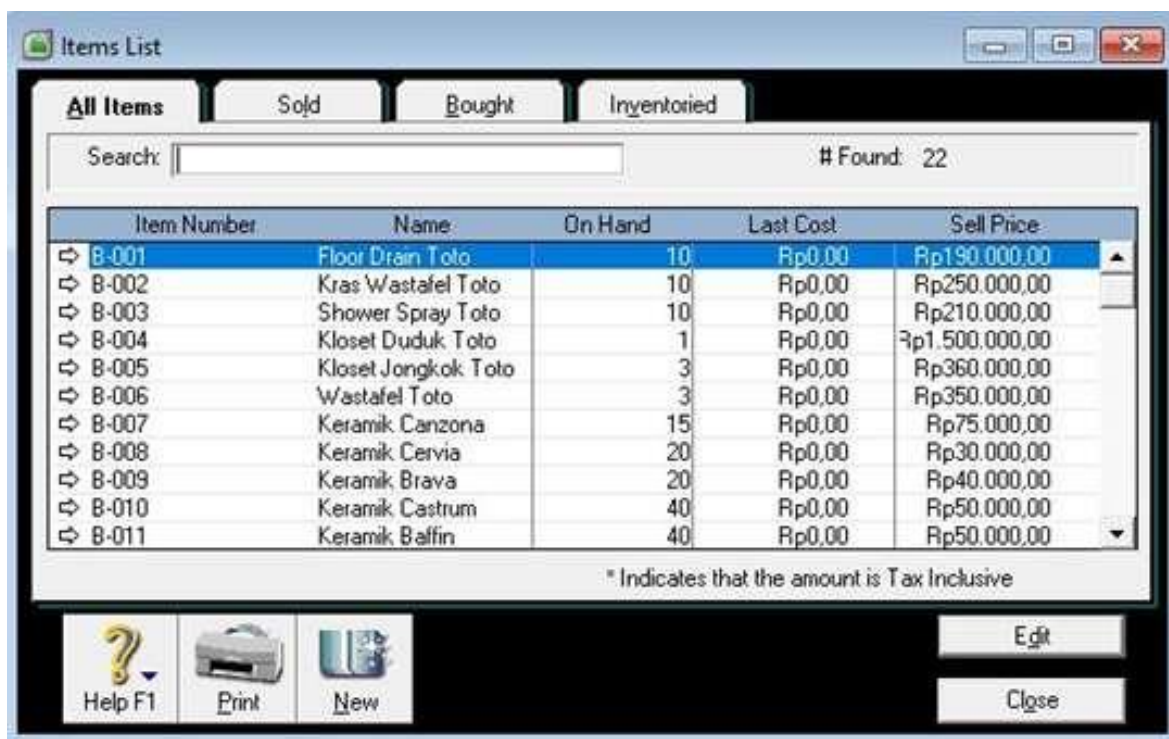 Items List
All Items Sold Bought Inventoried
Search: # Found: 22
Item Number Name On Hand Last Cost Sell Price
B-001 Floor Drain Toto 10 Rp0,00 Rp190.000,00
B-002 Kras Wastafel Toto 10 Rp0,00 Rp250.000,00
B-003 Shower Spray Toto 10 Rp0,00 Rp210.000,00
B-004 Kloset Duduk Toto 1 Rp0,00 Rp1.500.000,00
B-005 Kloset Jongkok Toto 3 Rp0,00 Rp360.000,00
B-006 Wastafel Toto 3 Rp0,00 Rp350.000,00
B-007 Keramik Canzona 15 Rp0,00 Rp75.000,00
B-008 Keramik Cervia 20 Rp0,00 Rp30.000,00
B-009 Keramik Brava 20 Rp0,00 Rp40.000,00
B-010 Keramik Castrum 40 Rp0,00 Rp50.000,00
B-011 Keramik Baffin 40 Rp0,00 Rp50.000,00
* Indicates that the amount is Tax Inclusive
Edit
Help F1 Print New Close